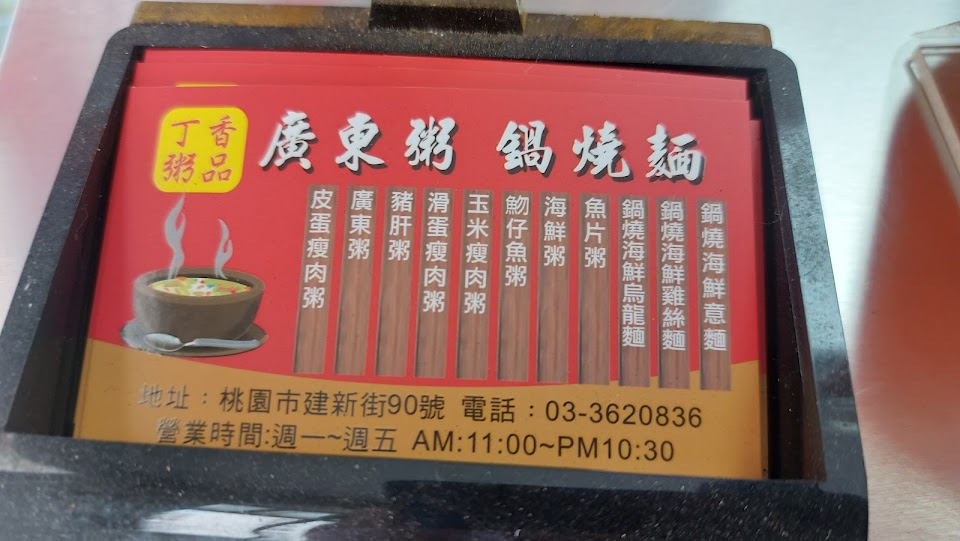 丁香
粥品
廣東粥 鍋燒麵
皮蛋瘦肉粥
廣東粥
豬肝粥
滑蛋瘦肉粥
玉米瘦肉粥
魩仔魚粥
海鮮粥
魚片粥
鍋燒海鮮烏龍麵
鍋燒海鮮雞絲麵
鍋燒海鮮意麵
地址：桃園市建新街90號 電話：03-3620836
營業時間:週一~週五 AM:11:00~PM10:30